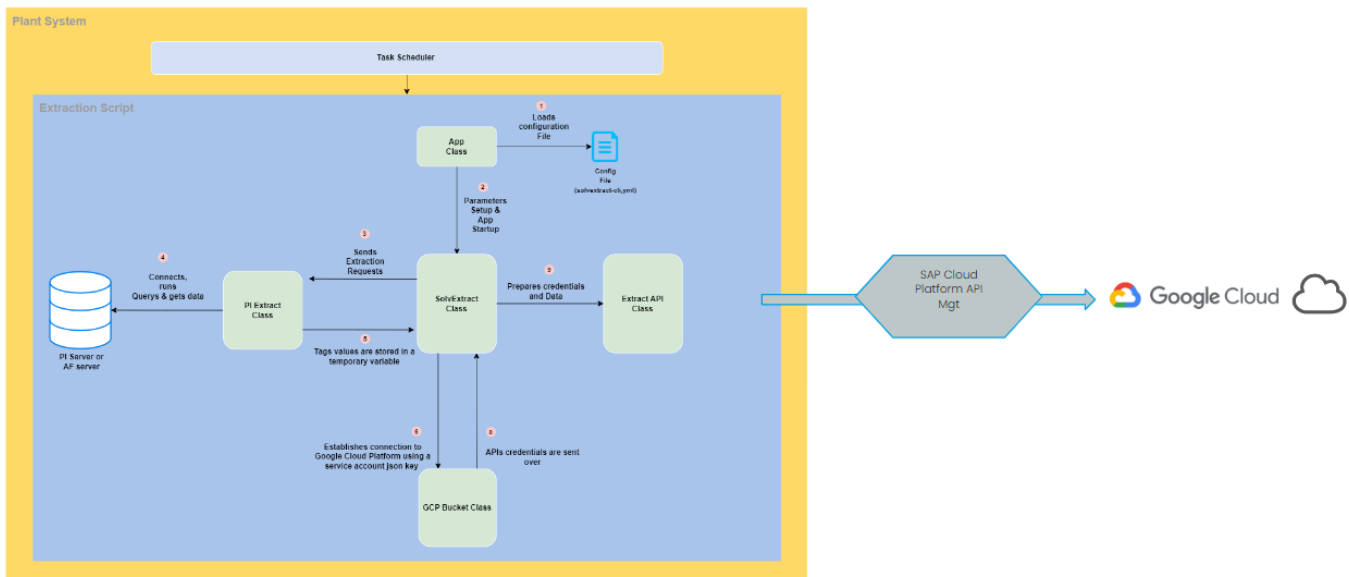 Plant System
Task Scheduler
Extraction Script
1
Loads
configuration
File
App
Class
Config
File
(solvextract-cli.yml)
2
Parameters
Setup &
App
Startup
3
Sends
Extraction
Requests
4
Connects,
runs
Querys & gets data
PI Extract
Class
SolvExtract
Class
9
Prepares credentials
and Data
Extract API
Class
PI Server or
AF server
5
Tags values are stored in a
temporary variable
6
Establishes connection to
Google Cloud Platform using a
service account json key
8
APIs credentials are sent
over
GCP Bucket Class
SAP Cloud
Platform API
Mgt
Google Cloud